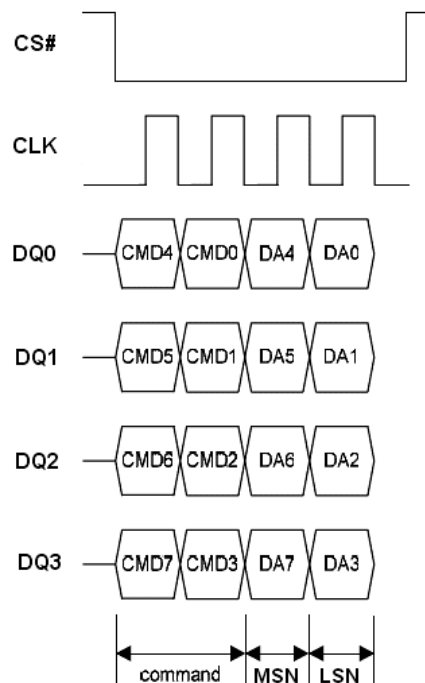 CS#
CLK
DQ0 CMD4 CMD0 DA4 DA0
DQ1 CMD5 CMD1 DA5 DA1
DQ2 CMD6 CMD2 DA6 DA2
DQ3 CMD7 CMD3 DA7 DA3
command MSN LSN